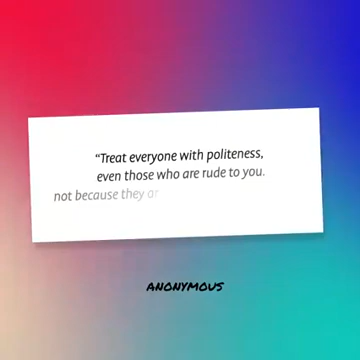 “Treat everyone with politeness,
even those who are rude to you.
not because they ar
ANONYMOUS